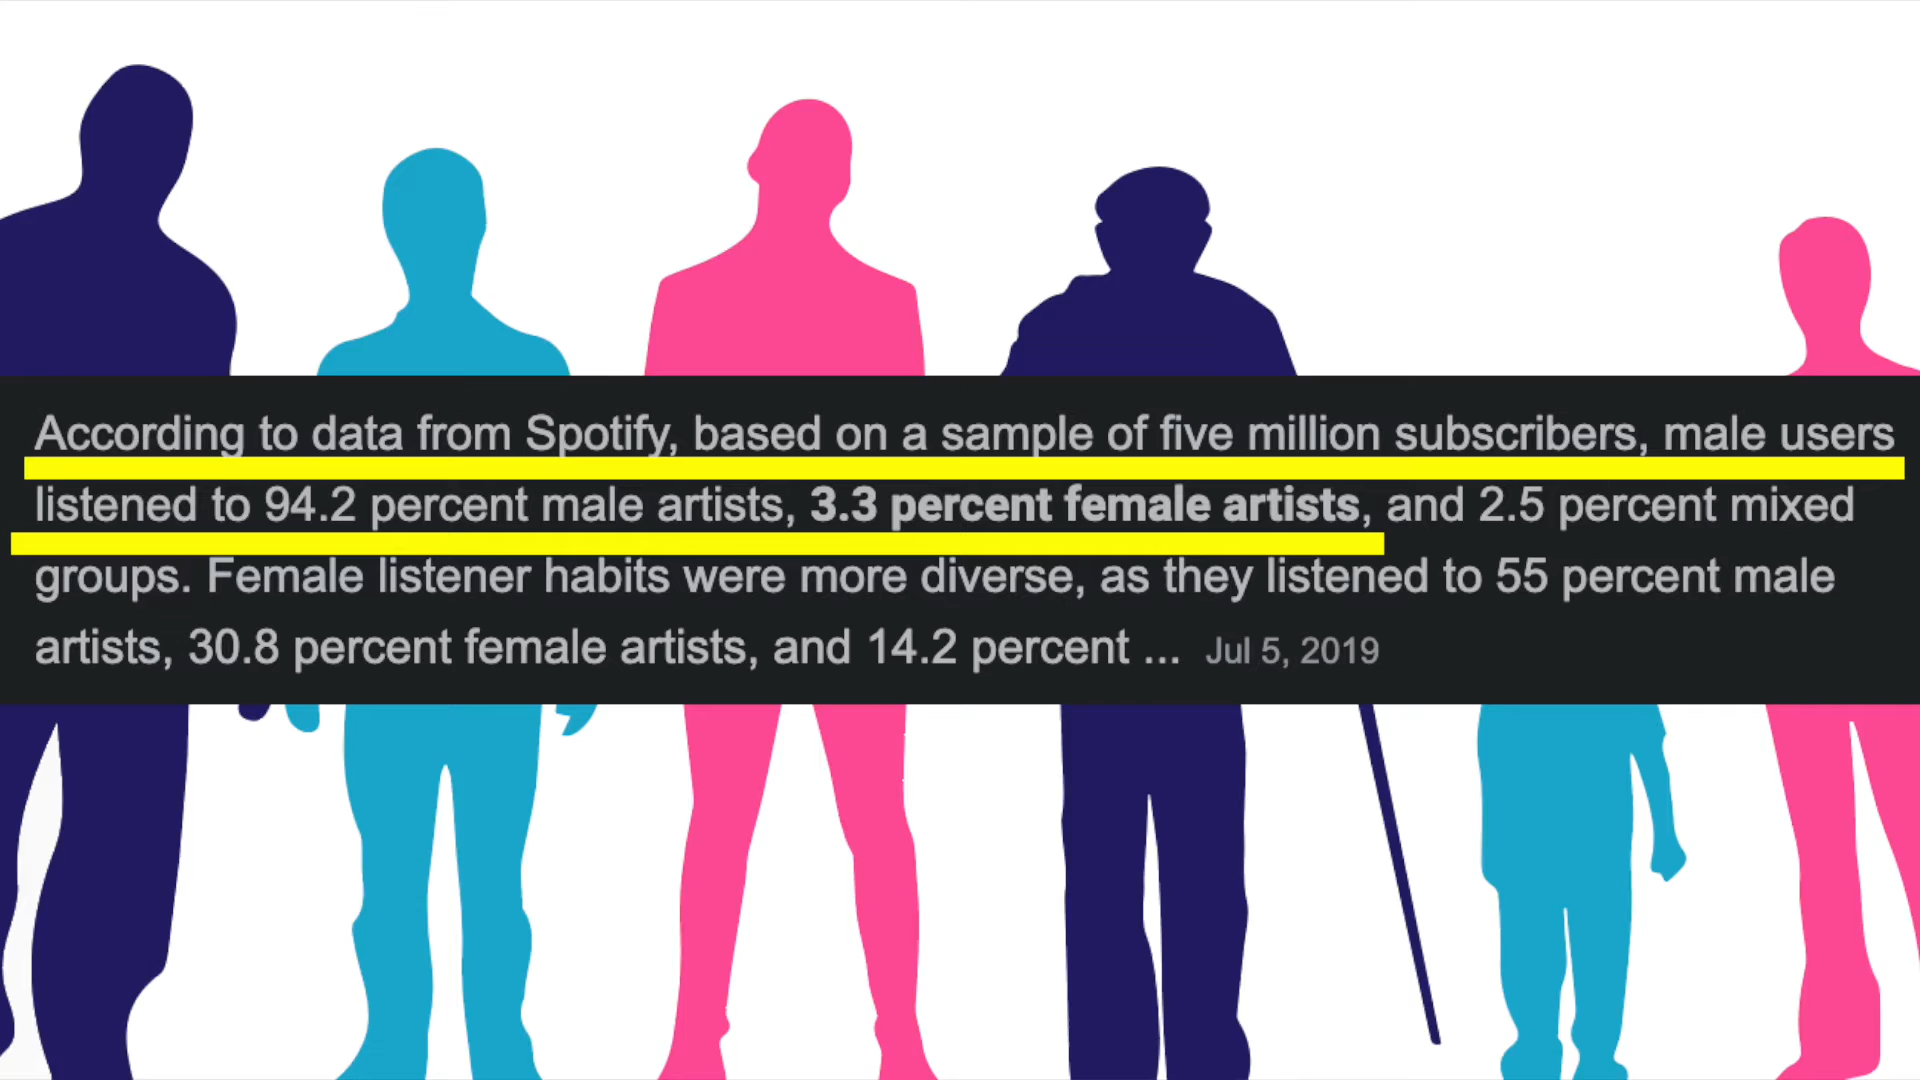 According to data from Spotify, based on a sample of five million subscribers, male users
listened to 94.2 percent male artists, 3.3 percent female artists, and 2.5 percent mixed
groups. Female listener habits were more diverse, as they listened to 55 percent male
artists, 30.8 percent female artists, and 14.2 percent ... Jul 5, 2019